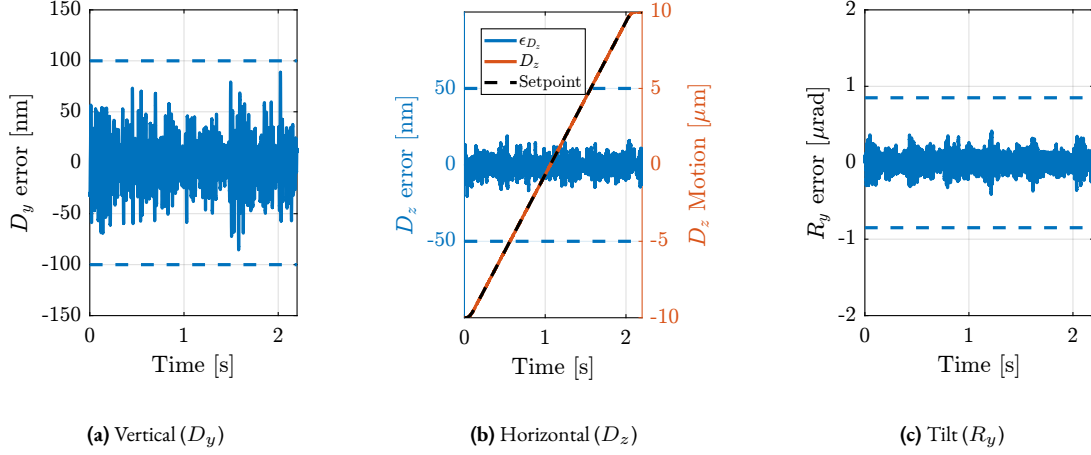 150
100
50
0
-50
-100
-150
D_y error [nm]
0 1 2
Time [s]
ϵ_{D_z}
D_z
Setpoint
50
0
-50
D_z error [nm]
10
5
0
-5
-10
D_z Motion [μm]
0 1 2
Time [s]
2
1
0
-1
-2
R_y error [μrad]
0 1 2
Time [s]
(a) Vertical (D_y)
(b) Horizontal (D_z)
(c) Tilt (R_y)